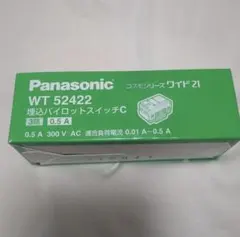 Panasonic
コスモシリーズ ワイド21
WT 52422
埋込パイロットスイッチC
3路 0.5 A
0.5 A 300 V AC 適合負荷電流 0.01 A~0.5 A